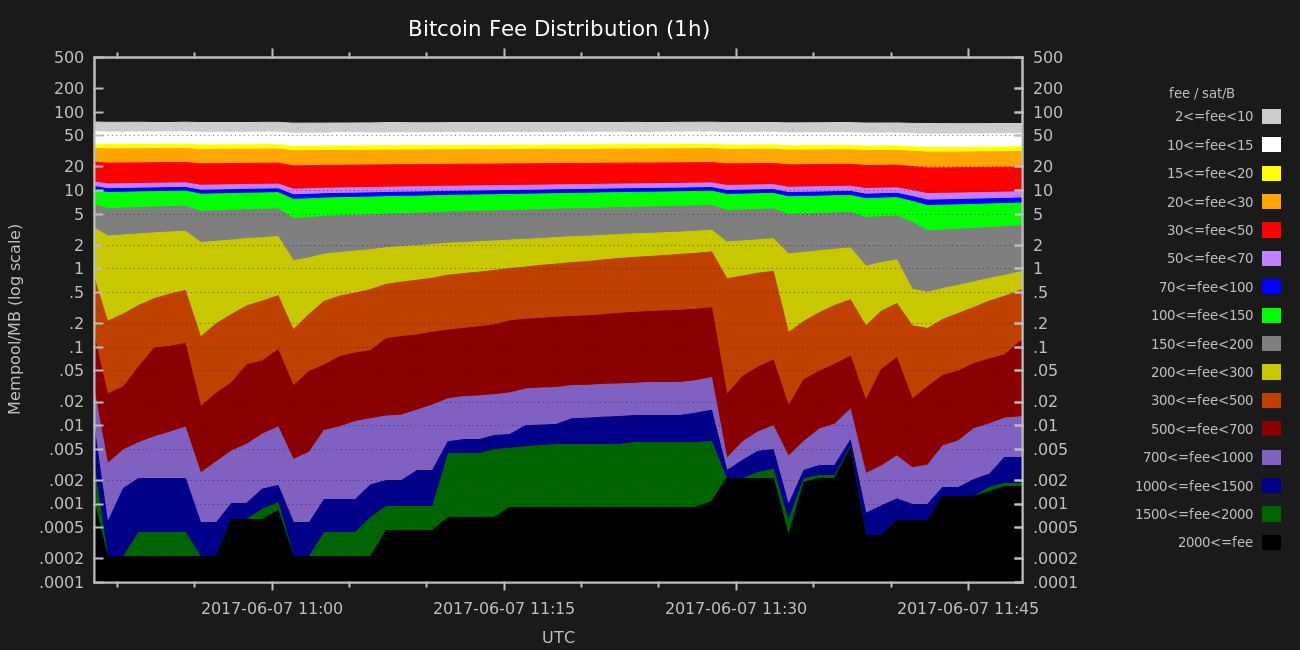 Bitcoin Fee Distribution (1h)
500 500
200 200
100 100
50 50
20 20
10 10
5 5
2 2
1 1
.5 .5
.2 .2
.1 .1
.05 .05
.02 .02
.01 .01
.005 .005
.002 .002
.001 .001
.0005 .0005
.0002 .0002
.0001 .0001
Mempool/MB (log scale)
2017-06-07 11:00 2017-06-07 11:15 2017-06-07 11:30 2017-06-07 11:45
UTC
fee / sat/B
2<=fee<10
10<=fee<15
15<=fee<20
20<=fee<30
30<=fee<50
50<=fee<70
70<=fee<100
100<=fee<150
150<=fee<200
200<=fee<300
300<=fee<500
500<=fee<700
700<=fee<1000
1000<=fee<1500
1500<=fee<2000
2000<=fee